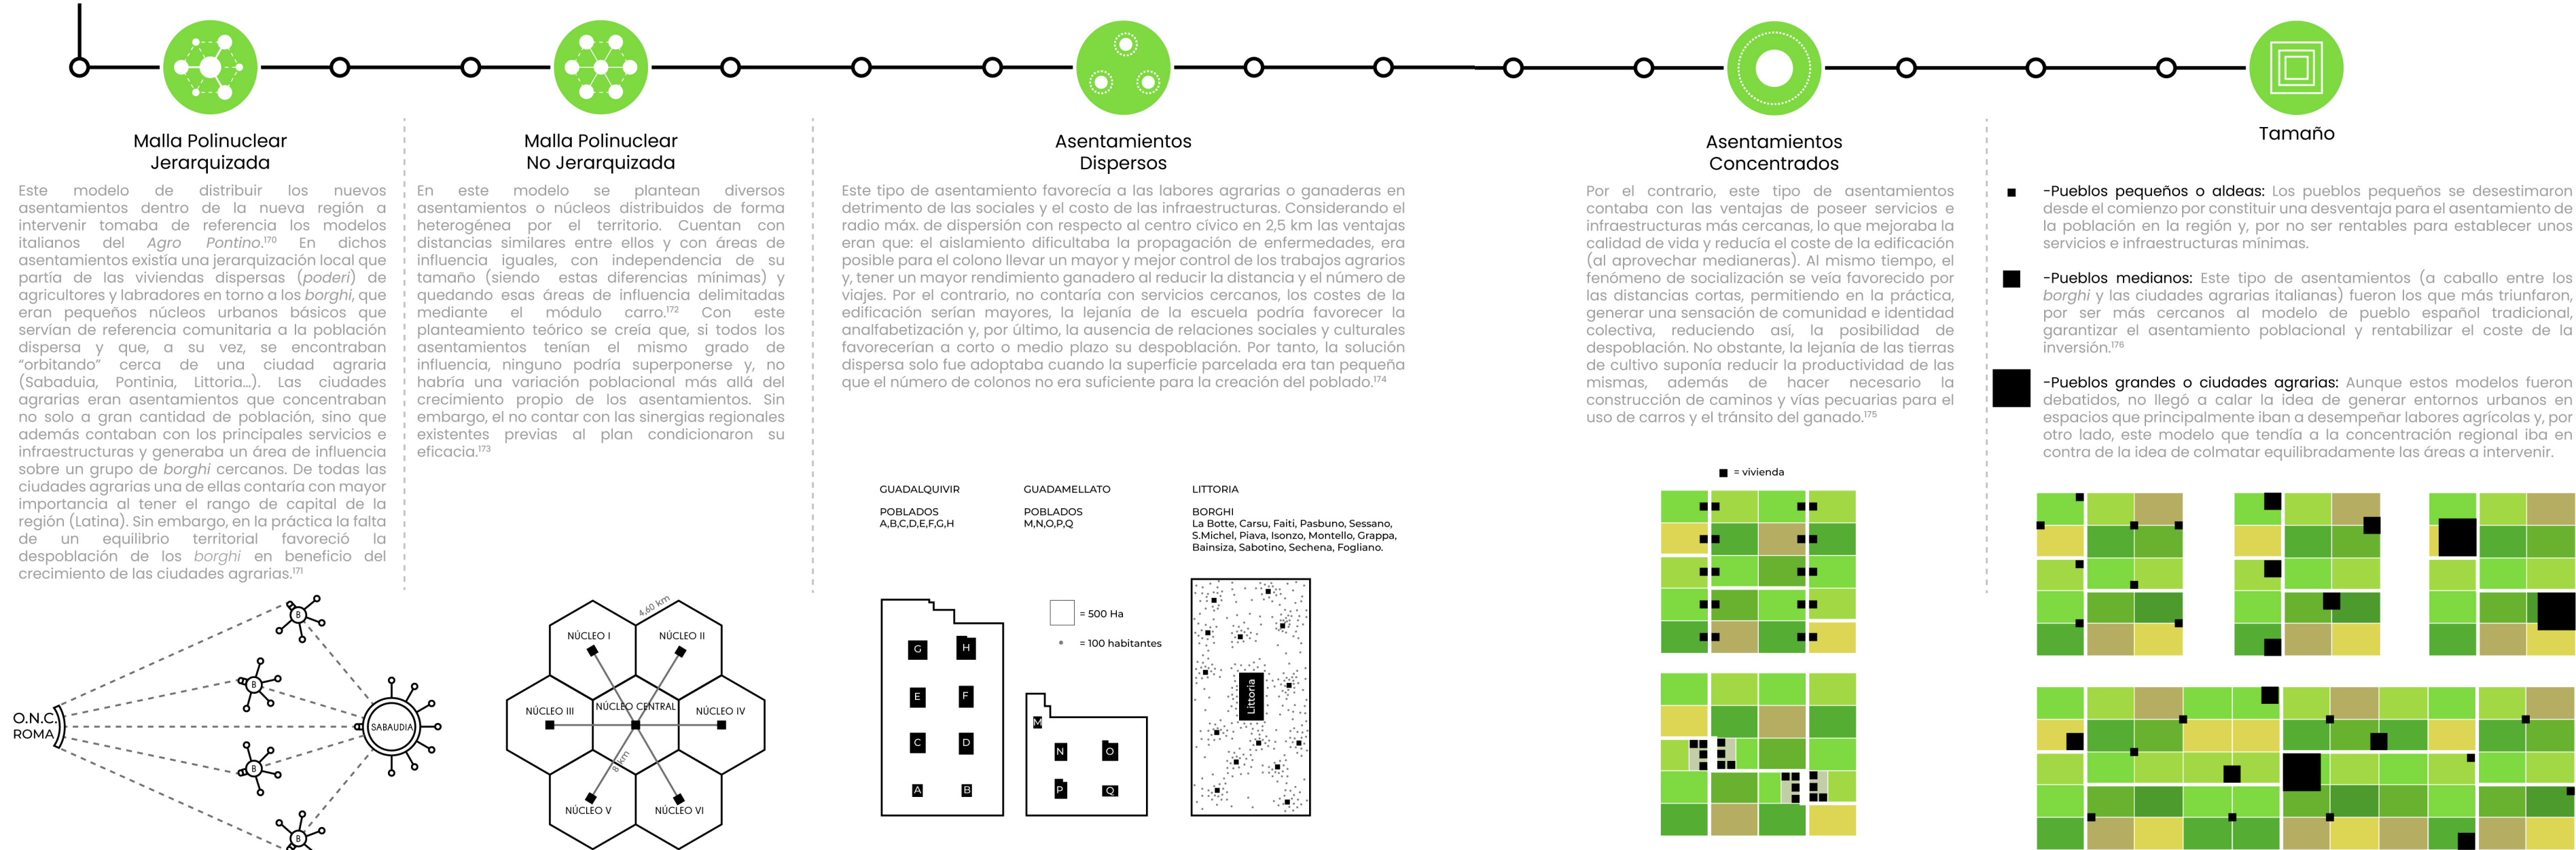 Malla Polinuclear
Jerarquizada
Este modelo de distribuir los nuevos
asentamientos dentro de la nueva región a
intervenir tomaba de referencia los modelos
italianos del Agro Pontino.¹⁷⁰ En dichos
asentamientos existía una jerarquización local que
partía de las viviendas dispersas (poderi) de
agricultores y labradores en torno a los borghi, que
eran pequeños núcleos urbanos básicos que
servían de referencia comunitaria a la población
dispersa y que, a su vez, se encontraban
“orbitando” cerca de una ciudad agraria
(Sabaduia, Pontinia, Littoria...). Las ciudades
agrarias eran asentamientos que concentraban
no solo a gran cantidad de población, sino que
además contaban con los principales servicios e
infraestructuras y generaba un área de influencia
sobre un grupo de borghi cercanos. De todas las
ciudades agrarias una de ellas contaría con mayor
importancia al tener el rango de capital de la
región (Latina). Sin embargo, en la práctica la falta
de un equilibrio territorial favoreció la
despoblación de los borghi en beneficio del
crecimiento de las ciudades agrarias.¹⁷¹
O.N.C.
ROMA
B
B
B
B
SABAUDIA
Malla Polinuclear
No Jerarquizada
En este modelo se plantean diversos
asentamientos o núcleos distribuidos de forma
heterogénea por el territorio. Cuentan con
distancias similares entre ellos y con áreas de
influencia iguales, con independencia de su
tamaño (siendo estas diferencias mínimas) y
quedando esas áreas de influencia delimitadas
mediante el módulo carro.¹⁷² Con este
planteamiento teórico se creía que, si todos los
asentamientos tenían el mismo grado de
influencia, ninguno podría superponerse y, no
habría una variación poblacional más allá del
crecimiento propio de los asentamientos. Sin
embargo, el no contar con las sinergias regionales
existentes previas al plan condicionaron su
eficacia.¹⁷³
4,60 km
NÚCLEO I
NÚCLEO II
NÚCLEO III
NÚCLEO CENTRAL
NÚCLEO IV
8 km
NÚCLEO V
NÚCLEO VI
Asentamientos
Dispersos
Este tipo de asentamiento favorecía a las labores agrarias o ganaderas en
detrimento de las sociales y el costo de las infraestructuras. Considerando el
radio máx. de dispersión con respecto al centro cívico en 2,5 km las ventajas
eran que: el aislamiento dificultaba la propagación de enfermedades, era
posible para el colono llevar un mayor y mejor control de los trabajos agrarios
y, tener un mayor rendimiento ganadero al reducir la distancia y el número de
viajes. Por el contrario, no contaría con servicios cercanos, los costes de la
edificación serían mayores, la lejanía de la escuela podría favorecer la
analfabetización y, por último, la ausencia de relaciones sociales y culturales
favorecerían a corto o medio plazo su despoblación. Por tanto, la solución
dispersa solo fue adoptaba cuando la superficie parcelada era tan pequeña
que el número de colonos no era suficiente para la creación del poblado.¹⁷⁴
GUADALQUIVIR
POBLADOS
A,B,C,D,E,F,G,H
GUADAMELLATO
POBLADOS
M,N,O,P,Q
LITTORIA
BORGHI
La Botte, Carsu, Faiti, Pasbuno, Sessano,
S.Michel, Piava, Isonzo, Montello, Grappa,
Bainsiza, Sabotino, Sechena, Fogliano.
G H
E F
C D
A B
= 500 Ha
= 100 habitantes
M
N O
P Q
Littoria
Asentamientos
Concentrados
Por el contrario, este tipo de asentamientos
contaba con las ventajas de poseer servicios e
infraestructuras más cercanas, lo que mejoraba la
calidad de vida y reducía el coste de la edificación
(al aprovechar medianeras). Al mismo tiempo, el
fenómeno de socialización se veía favorecido por
las distancias cortas, permitiendo en la práctica,
generar una sensación de comunidad e identidad
colectiva, reduciendo así, la posibilidad de
despoblación. No obstante, la lejanía de las tierras
de cultivo suponía reducir la productividad de las
mismas, además de hacer necesario la
construcción de caminos y vías pecuarias para el
uso de carros y el tránsito del ganado.¹⁷⁵
= vivienda
Tamaño
-Pueblos pequeños o aldeas: Los pueblos pequeños se desestimaron
desde el comienzo por constituir una desventaja para el asentamiento de
la población en la región y, por no ser rentables para establecer unos
servicios e infraestructuras mínimas.
-Pueblos medianos: Este tipo de asentamientos (a caballo entre los
borghi y las ciudades agrarias italianas) fueron los que más triunfaron,
por ser más cercanos al modelo de pueblo español tradicional,
garantizar el asentamiento poblacional y rentabilizar el coste de la
inversión.¹⁷⁶
-Pueblos grandes o ciudades agrarias: Aunque estos modelos fueron
debatidos, no llegó a calar la idea de generar entornos urbanos en
espacios que principalmente iban a desempeñar labores agrícolas y, por
otro lado, este modelo que tendía a la concentración regional iba en
contra de la idea de colmatar equilibradamente las áreas a intervenir.